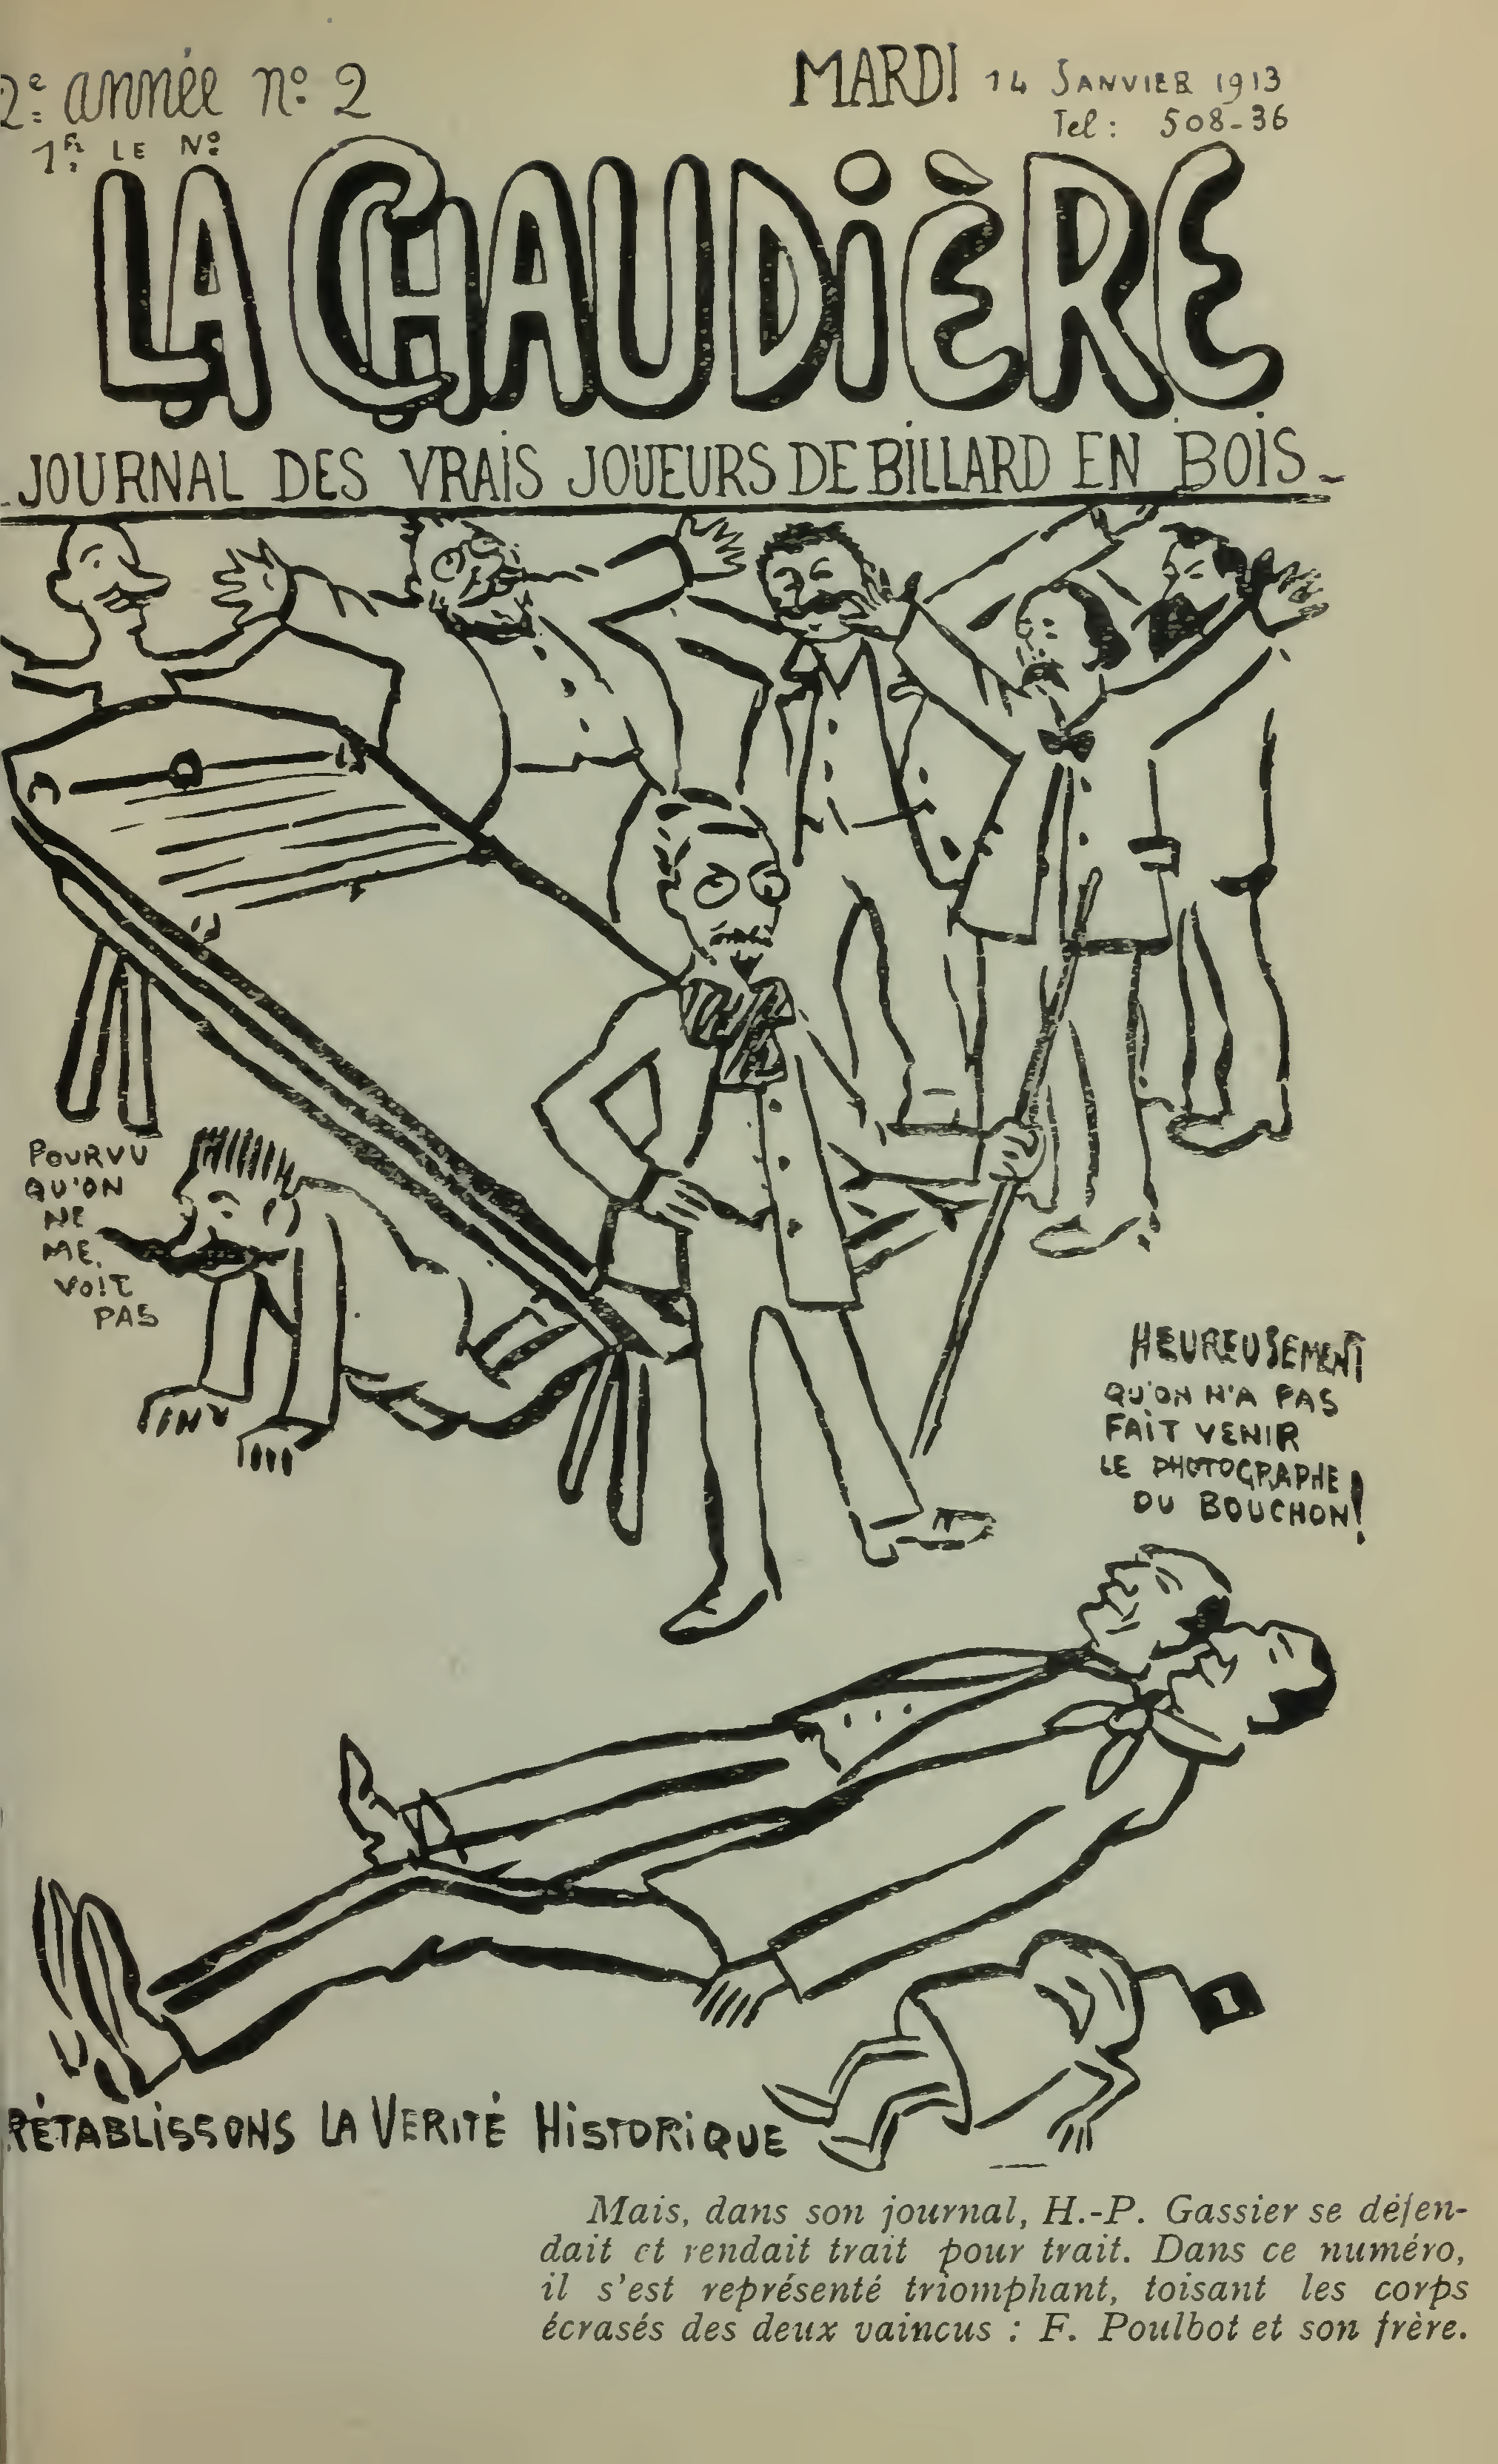 2e année no 2
MARDI 14 JANVIER 1913
1fr LE No
Tel : 508-36
LA CHAUDiÈRE
JOURNAL DES VRAIS JOUEURS DE BILLARD EN BOIS
POURVU
QU'ON
NE
ME
VOIT
PAS
HEUREUSEMENT
QU'ON N'A PAS
FAIT VENIR
LE PHOTOGRAPHE
DU BOUCHON!
RÉTABLISSONS LA VERITÉ HISTORIQUE
Mais, dans son journal, H.-P. Gassier se défen-
dait et rendait trait pour trait. Dans ce numéro,
il s'est représenté triomphant, toisant les corps
écrasés des deux vaincus : F. Poulbot et son frère.